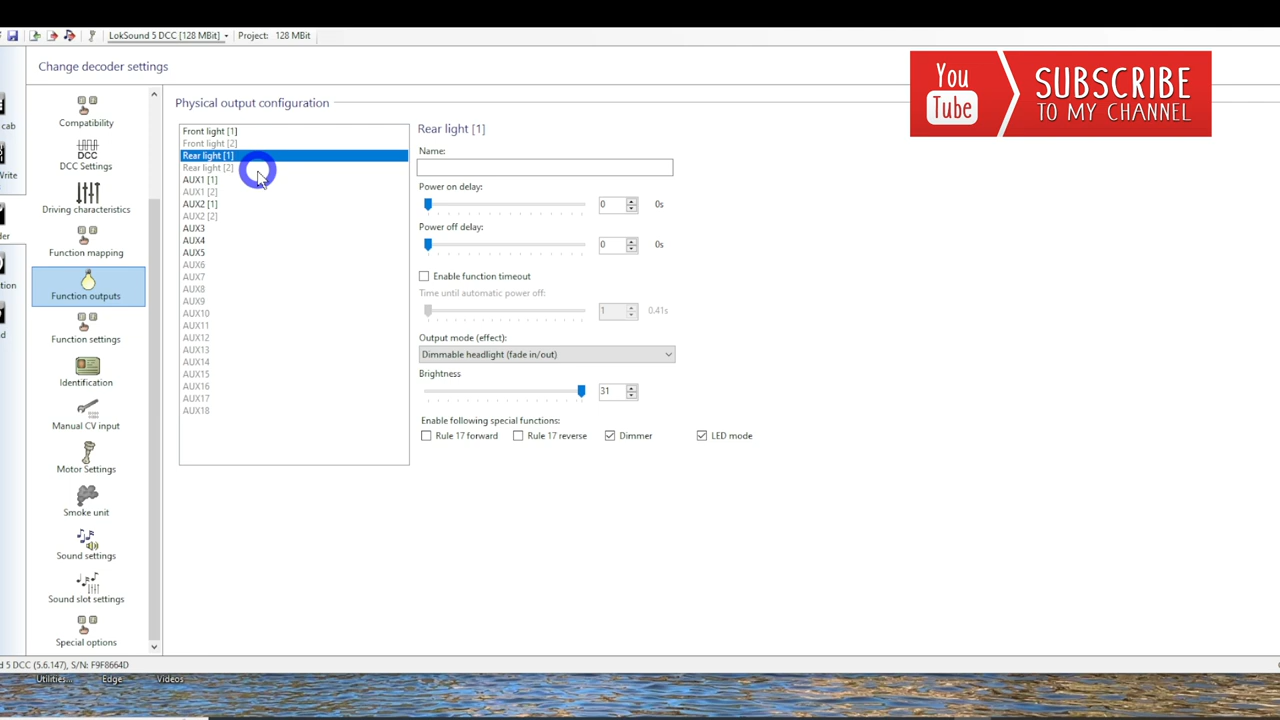 LokSound 5 DCC [128 MBit]
Project: 128 MBit
Change decoder settings
You
Tube
SUBSCRIBE
TO MY CHANNEL
cab
Write
Compatibility
DCC
DCC Settings
Driving characteristics
Function mapping
Function outputs
Function settings
Identification
Manual CV input
Motor Settings
Smoke unit
Sound settings
Sound slot settings
Special options
Physical output configuration
Front light [1]
Front light [2]
Rear light [1]
Rear light [2]
AUX1 [1]
AUX1 [2]
AUX2 [1]
AUX2 [2]
AUX3
AUX4
AUX5
AUX6
AUX7
AUX8
AUX9
AUX10
AUX11
AUX12
AUX13
AUX14
AUX15
AUX16
AUX17
AUX18
Rear light [1]
Name:
Power on delay:
0 0s
Power off delay:
0 0s
Enable function timeout
Time until automatic power off:
1 0.41s
Output mode (effect):
Dimmable headlight (fade in/out)
Brightness
31
Enable following special functions:
Rule 17 forward Rule 17 reverse Dimmer LED mode
d 5 DCC (5.6.147), S/N: F9F8664D
Utilities... Edge Videos